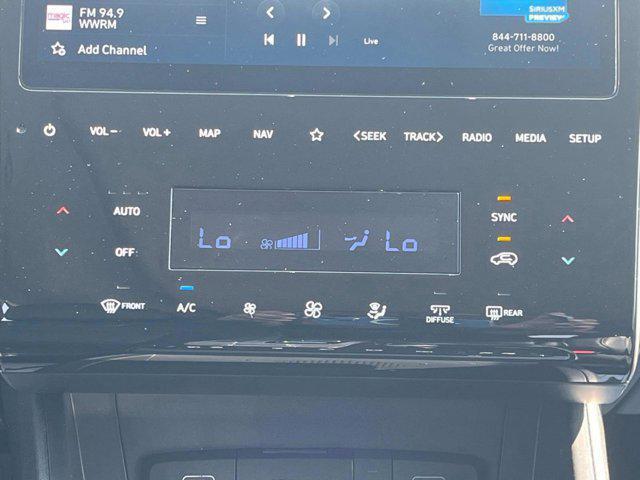 magic
FM 94.9
WWRM
Add Channel
Live
SIRIUSXM
PREVIEW
844-711-8800
Great Offer Now!
VOL− VOL+ MAP NAV <SEEK TRACK> RADIO MEDIA SETUP
AUTO
OFF
Lo Lo
SYNC
FRONT A/C DIFFUSE REAR